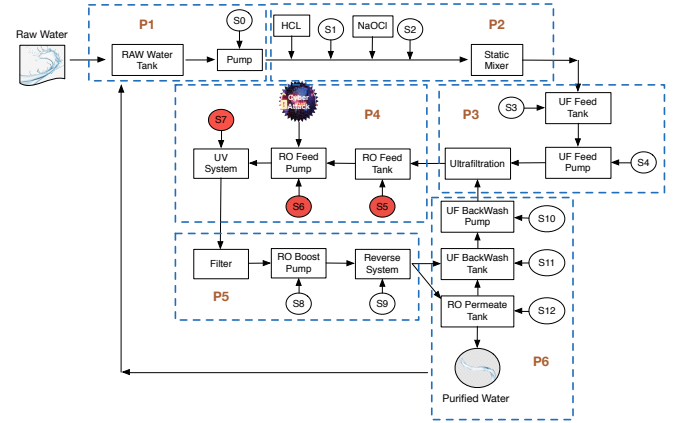 P1
P2
Raw Water
S0
HCL
S1
NaOCl
S2
RAW Water
Tank
Pump
Static
Mixer
P3
S3
UF Feed
Tank
Cyber
Attack
P4
S7
UV
System
RO Feed
Pump
RO Feed
Tank
Ultrafiltration
UF Feed
Pump
S4
S6
S5
UF BackWash
Pump
S10
Filter
RO Boost
Pump
Reverse
System
UF BackWash
Tank
S11
P5
S8
S9
RO Permeate
Tank
S12
P6
Purified Water